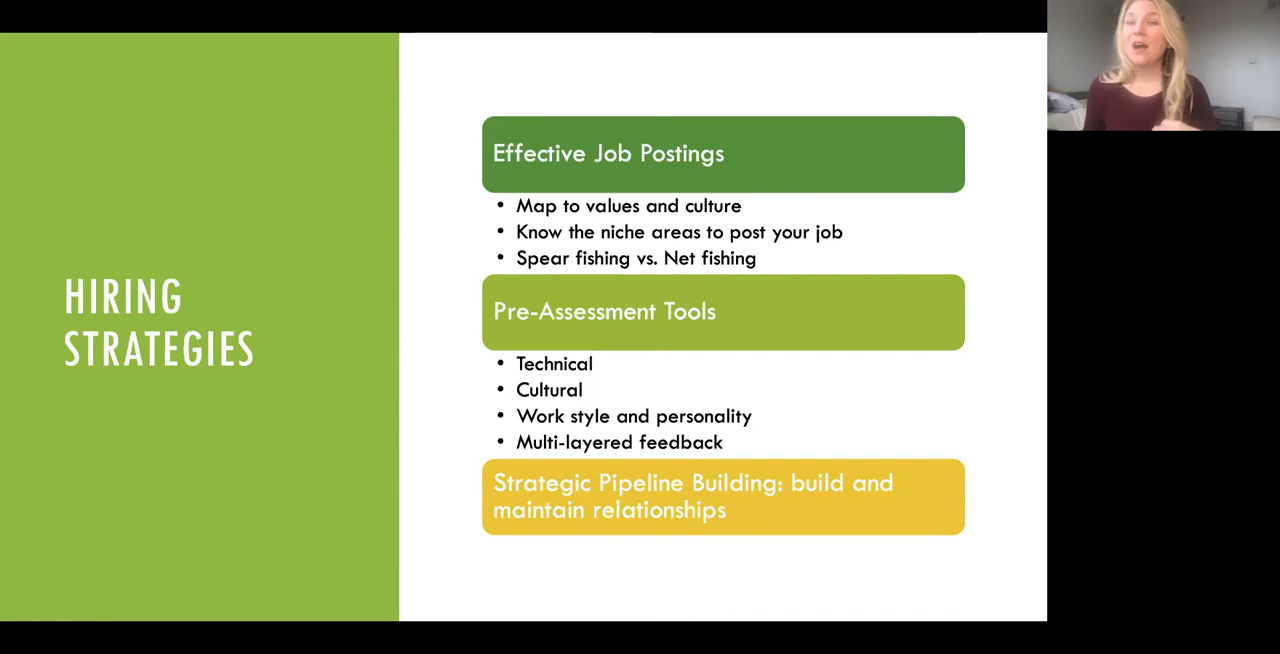 HIRING
STRATEGIES
Effective Job Postings
• Map to values and culture
• Know the niche areas to post your job
• Spear fishing vs. Net fishing
Pre-Assessment Tools
• Technical
• Cultural
• Work style and personality
• Multi-layered feedback
Strategic Pipeline Building: build and
maintain relationships